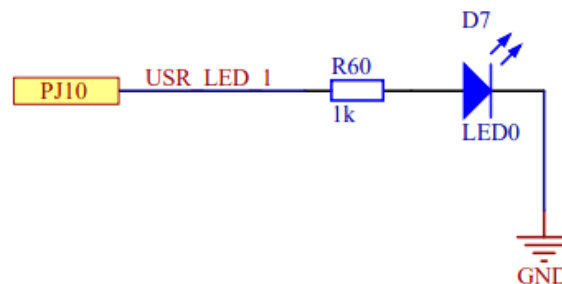 D7
USR_LED_1
R60
PJ10
1k
LED0
GND